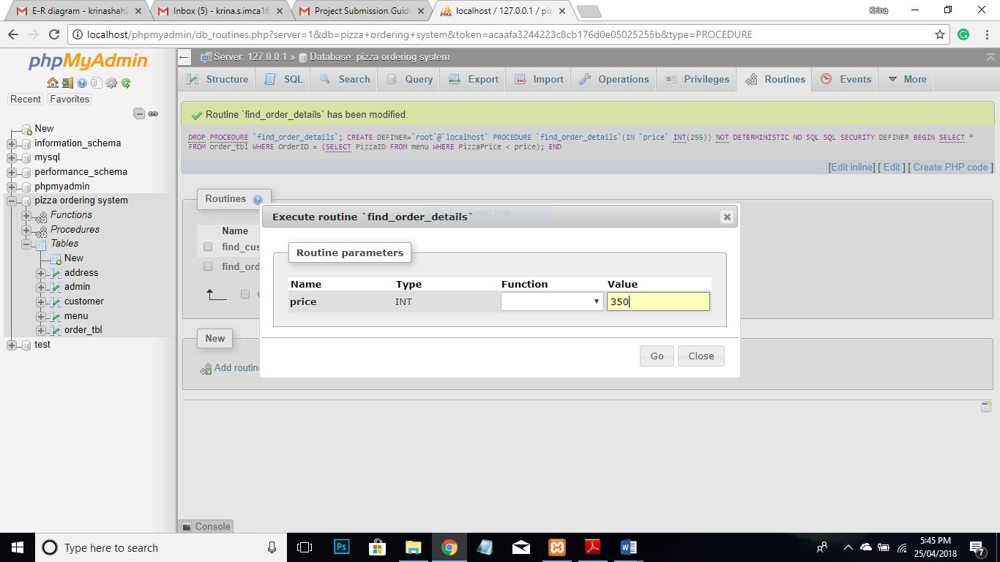 E-R diagram - krinashah2
Inbox (5) - krina.s.imca16
Project Submission Guide
localhost / 127.0.0.1 / piz
Krina
localhost/phpmyadmin/db_routines.php?server=1&db=pizza+ordering+system&token=acaafa3244223c8cb176d0e05025255b&type=PROCEDURE
phpMyAdmin
Recent Favorites
New
information_schema
mysql
performance_schema
phpmyadmin
pizza ordering system
Functions
Procedures
Tables
New
address
admin
customer
menu
order_tbl
test
Server: 127.0.0.1 » Database: pizza ordering system
Structure SQL Search Query Export Import Operations Privileges Routines Events More
Routine `find_order_details` has been modified.
DROP PROCEDURE `find_order_details`; CREATE DEFINER=`root`@`localhost` PROCEDURE `find_order_details`(IN `price` INT(255)) NOT DETERMINISTIC NO SQL SQL SECURITY DEFINER BEGIN SELECT *
FROM order_tbl WHERE OrderID = (SELECT PizzaID FROM menu WHERE PizzaPrice < price); END
[Edit inline] [ Edit ] [ Create PHP code ]
Routines
Name
find_cus
find_ord
New
Add routin
Execute routine `find_order_details`
Routine parameters
Name Type Function Value
price INT 350
Go Close
Console
Type here to search
Ps
5:45 PM
25/04/2018
7